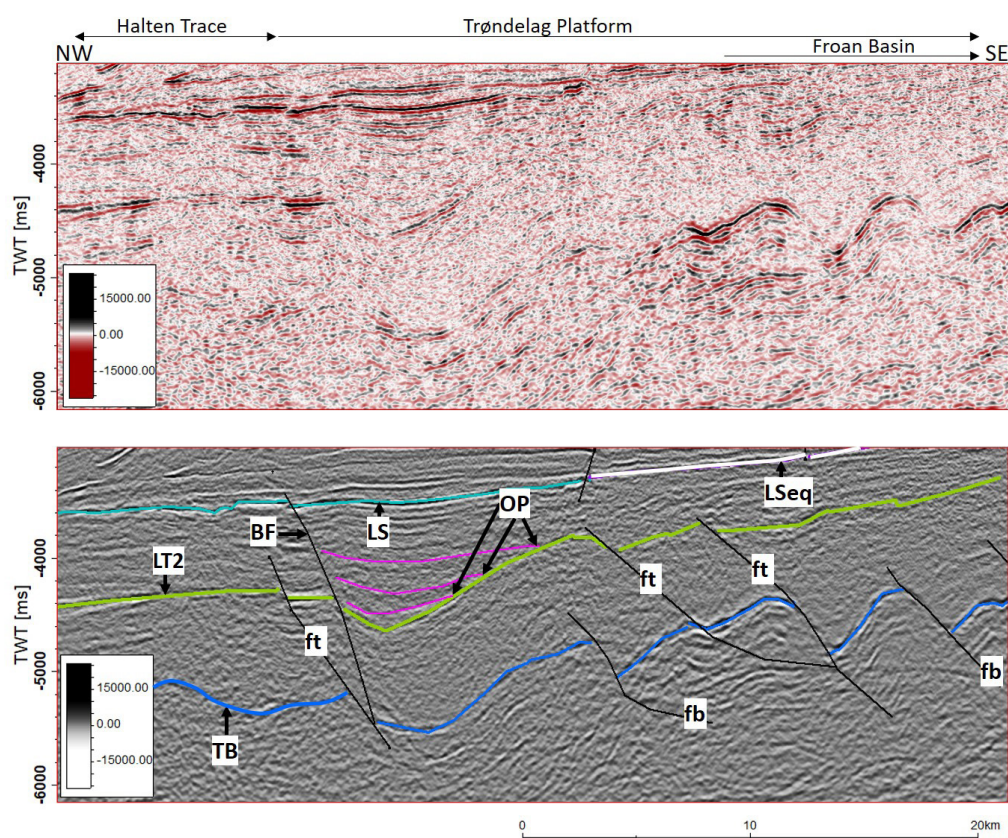 Halten Trace
Trøndelag Platform
NW
Froan Basin
SE
TWT [ms]
-4000
-5000
-6000
15000.00
0.00
-15000.00
OP
LSeq
BF
LS
LT2
ft
ft
ft
fb
fb
TB
TWT [ms]
-4000
-5000
-6000
15000.00
0.00
-15000.00
0 10 20km